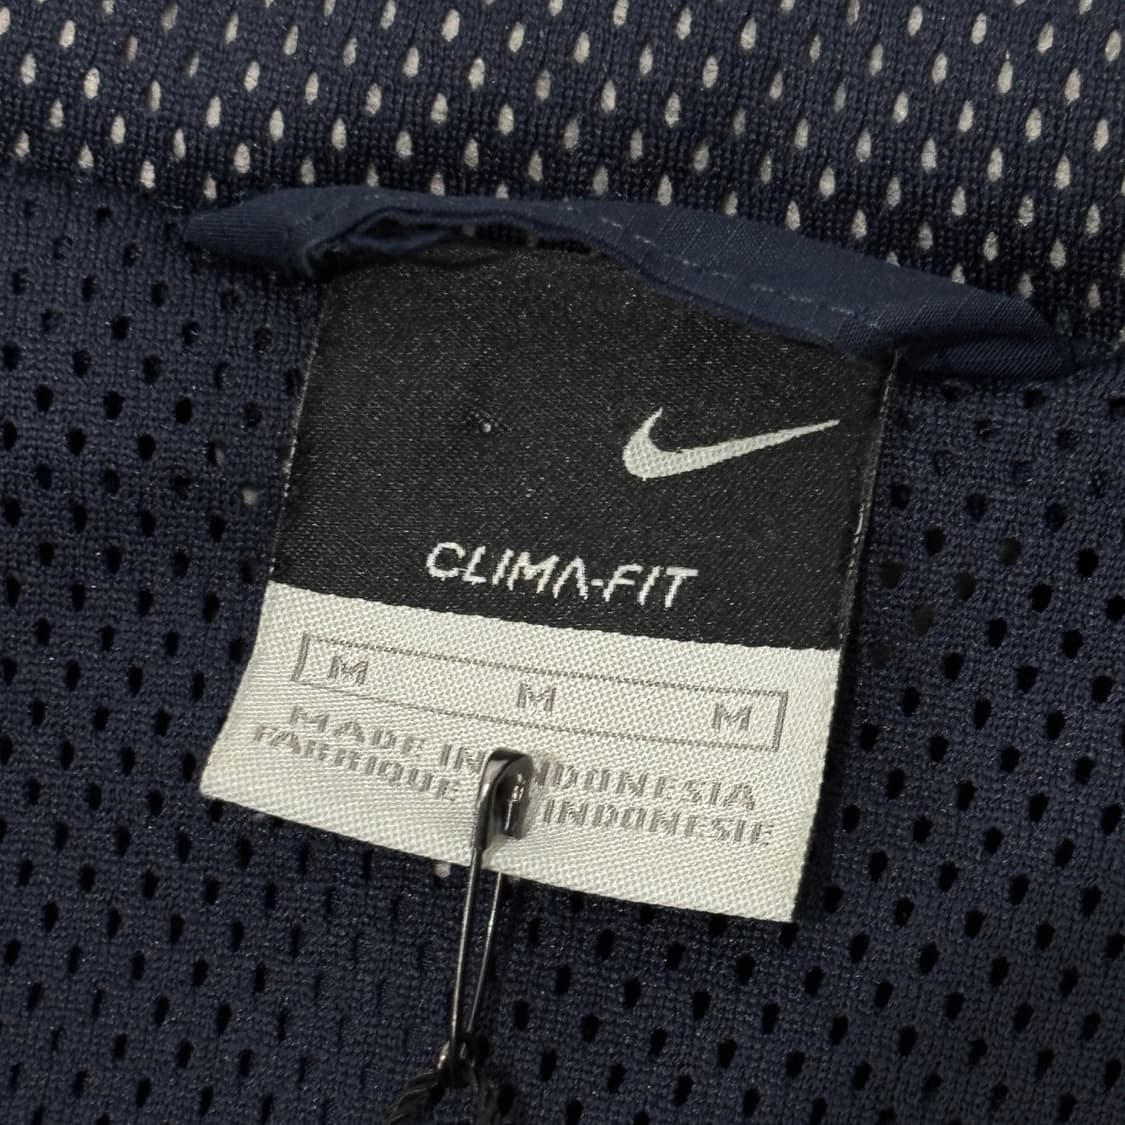 CLIMA-FIT
M M M
MADE IN INDONESIA
FABRIQUE INDONESIE